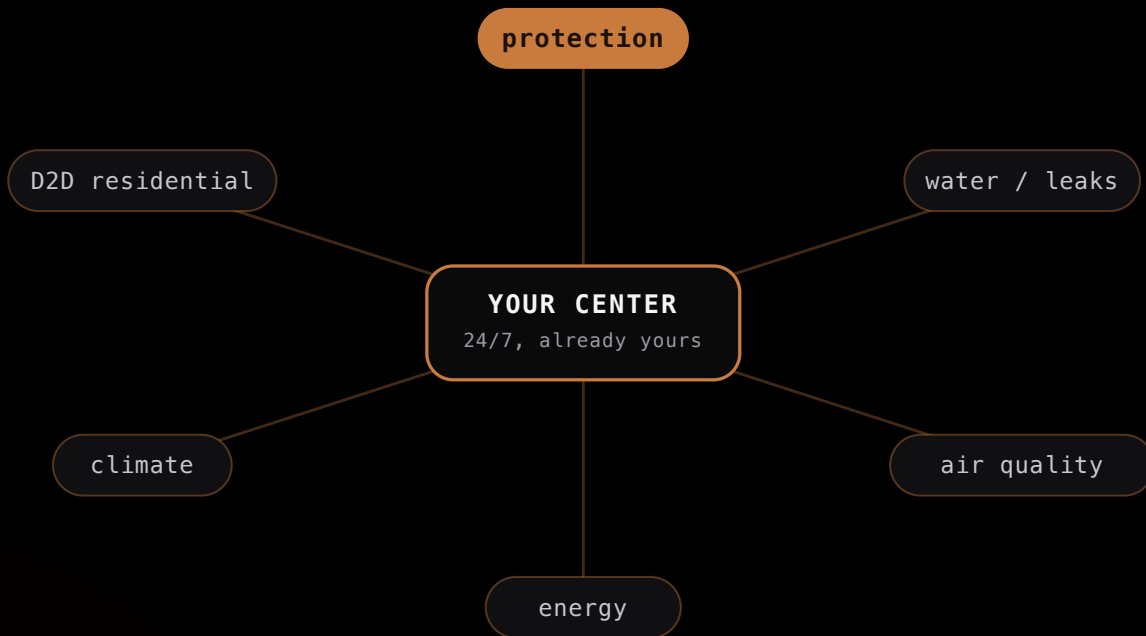 protection
D2D residential
water / leaks
YOUR CENTER
24/7, already yours
climate
air quality
energy